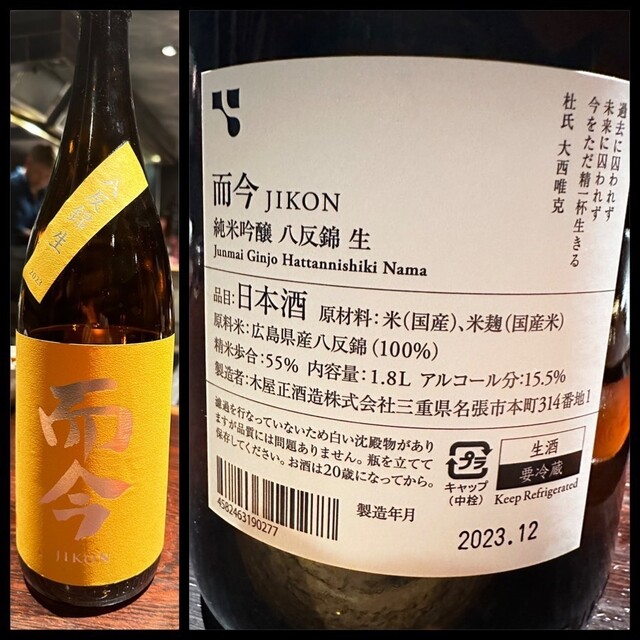 八反錦 生
2023
而今
JIKON
過去に囚われず
未来に囚われず
今をただ精一杯生きる
杜氏 大西唯克
而今 JIKON
純米吟醸 八反錦 生
Junmai Ginjo Hattannishiki Nama
品目:日本酒 原材料:米(国産)、米麹(国産米)
原料米:広島県産八反錦(100%)
精米歩合:55% 内容量:1.8L アルコール分:15.5%
製造者:木屋正酒造株式会社三重県名張市本町314番地1
濾過を行なっていないため白い沈殿物があり
ますが品質には問題ありません。瓶を立てて
保存してください。お酒は20歳になってから。
プラ
キャップ
(中栓)
生酒
要冷蔵
Keep Refrigerated
4582463190277
製造年月
2023.12